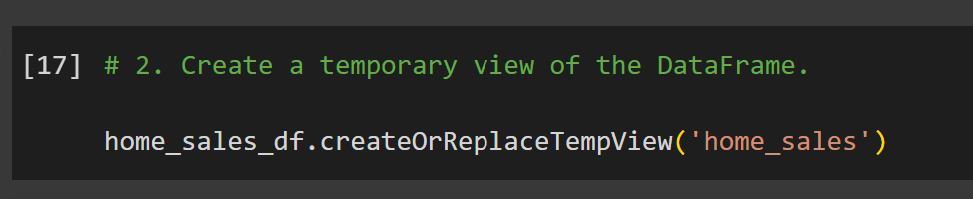 [17] # 2. Create a temporary view of the DataFrame.
home_sales_df.createOrReplaceTempView('home_sales')